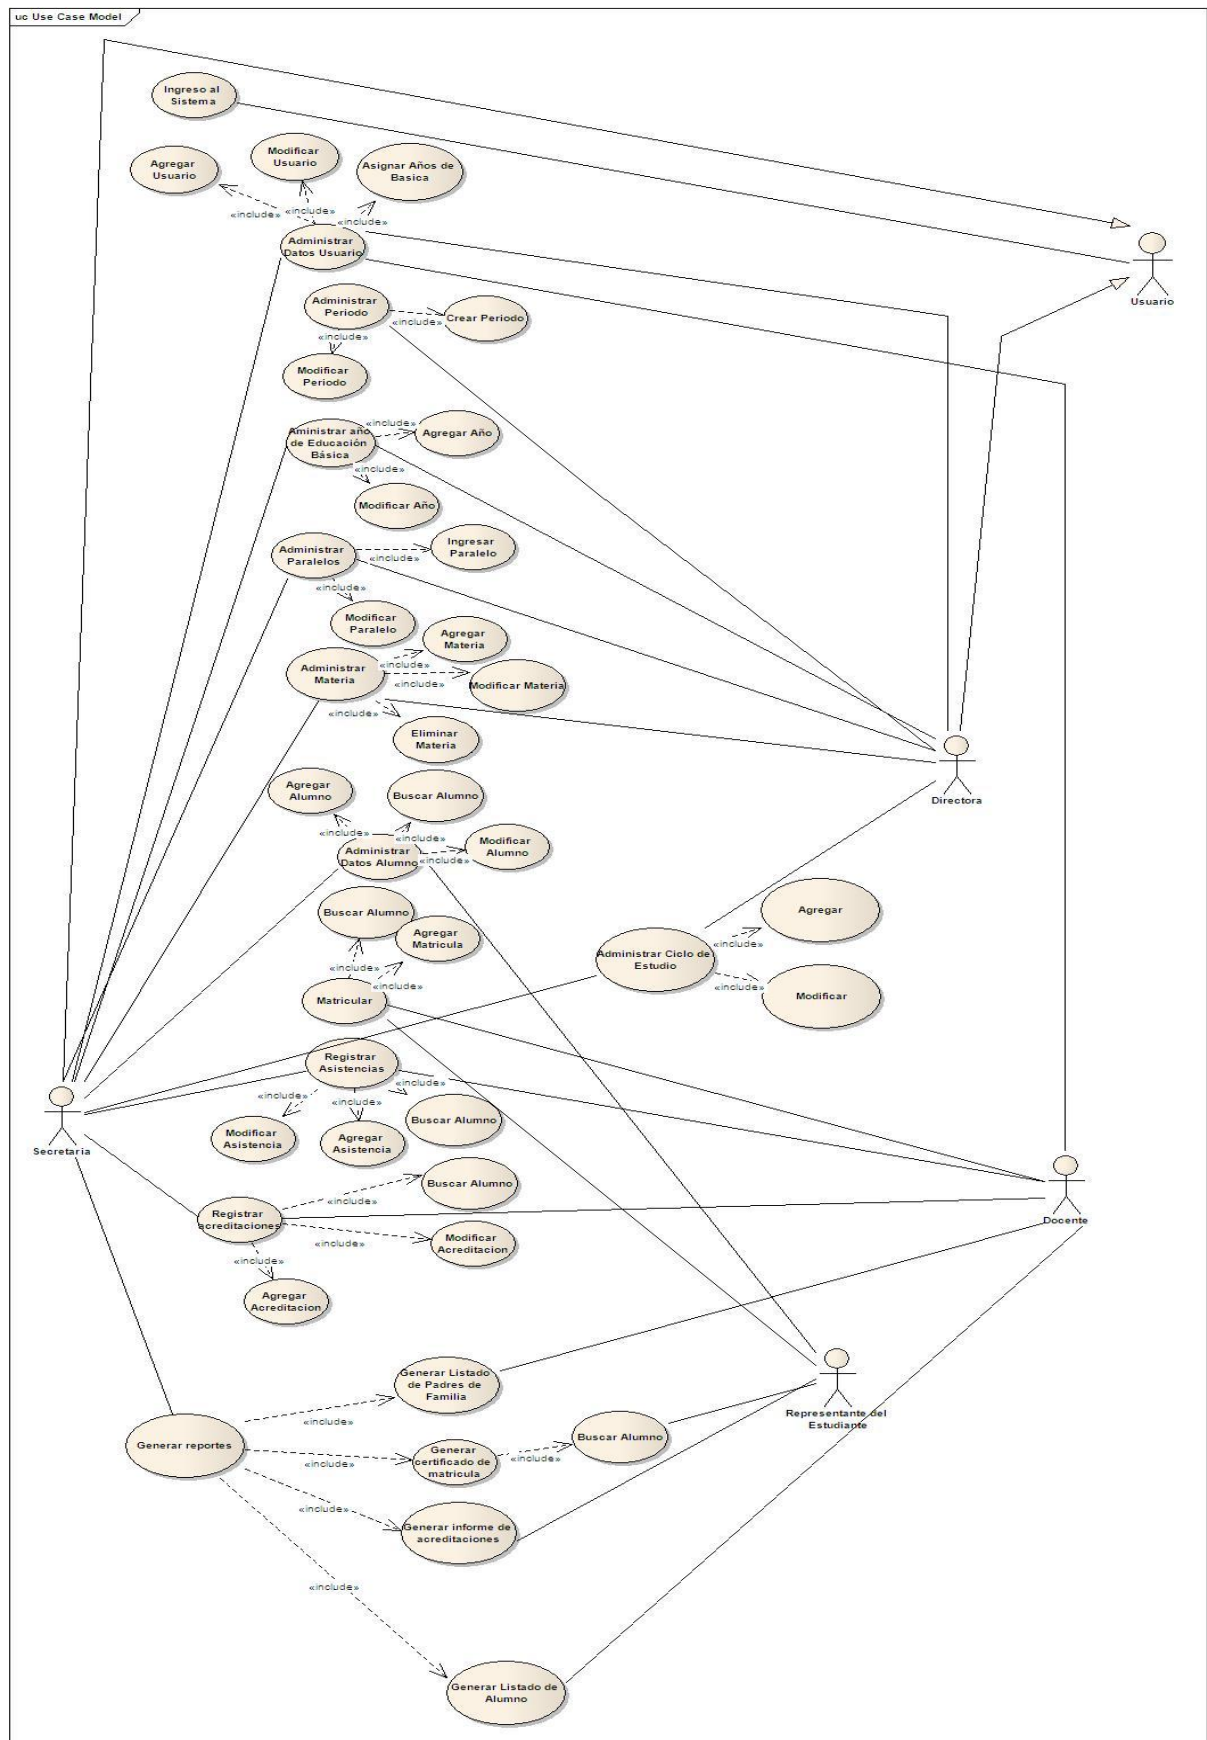 uc Use Case Model
Ingreso al
Sistema
Agregar
Usuario
Modificar
Usuario
Asignar Años de
Basica
«include»
«include»
«include»
Administrar
Datos Usuario
Usuario
Administrar
Periodo
«include»
Crear Periodo
«include»
Modificar
Periodo
Aministrar año
de Educación
Básica
«include»
Agregar Año
«include»
Modificar Año
Administrar
Paralelos
«include»
Ingresar
Paralelo
«include»
Modificar
Paralelo
Agregar
Materia
Administrar
Materia
«include»
«include»
Modificar Materia
«include»
Eliminar
Materia
Directora
Agregar
Alumno
Buscar Alumno
«include»
«include»
Administrar
Datos Alumno
«include»
Modificar
Alumno
Buscar Alumno
Agregar
Matricula
«include»
«include»
Matricular
Administrar Ciclo de
Estudio
«include»
Agregar
«include»
Modificar
Registrar
Asistencias
«include»
«include»
«include»
Buscar Alumno
Modificar
Asistencia
Agregar
Asistencia
Secretaria
Buscar Alumno
«include»
Registrar
acreditaciones
«include»
Modificar
Acreditacion
«include»
Agregar
Acreditacion
Docente
Generar Listado
de Padres de
Familia
«include»
Representante del
Estudiante
Generar reportes
«include»
Generar
certificado de
matricula
«include»
Buscar Alumno
«include»
Generar informe de
acreditaciones
«include»
Generar Listado de
Alumno